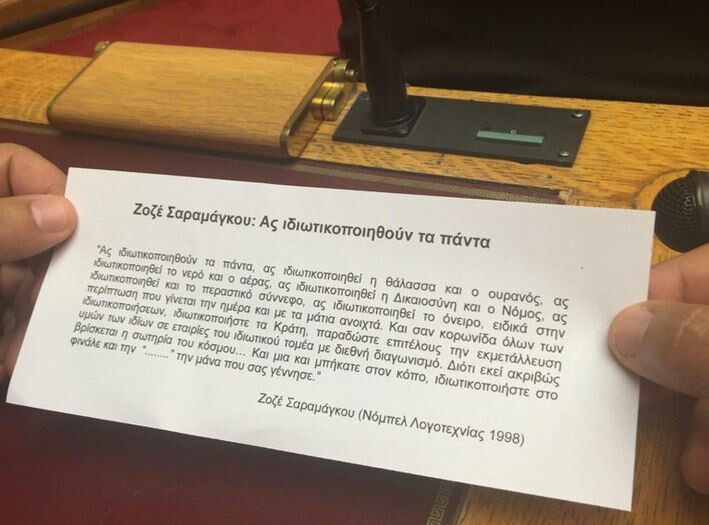 Ζοζέ Σαραμάγκου: Ας ιδιωτικοποιηθούν τα πάντα
"Ας ιδιωτικοποιηθούν τα πάντα, ας ιδιωτικοποιηθεί η θάλασσα και ο ουρανός, ας
ιδιωτικοποιηθεί το νερό και ο αέρας, ας ιδιωτικοποιηθεί η Δικαιοσύνη και ο Νόμος, ας
ιδιωτικοποιηθεί και το περαστικό σύννεφο, ας ιδιωτικοποιηθεί το όνειρο, ειδικά στην
περίπτωση που γίνεται την ημέρα και με τα μάτια ανοιχτά. Και σαν κορωνίδα όλων των
ιδιωτικοποιήσεων, ιδιωτικοποιήστε τα Κράτη, παραδώστε επιτέλους την εκμετάλλευση
υμών των ιδίων σε εταιρίες του ιδιωτικού τομέα με διεθνή διαγωνισμό. Διότι εκεί ακριβώς
βρίσκεται η σωτηρία του κόσμου... Και μια και μπήκατε στον κόπο, ιδιωτικοποιήστε στο
φινάλε και την "........" την μάνα που σας γέννησε."
Ζοζέ Σαραμάγκου (Νόμπελ Λογοτεχνίας 1998)